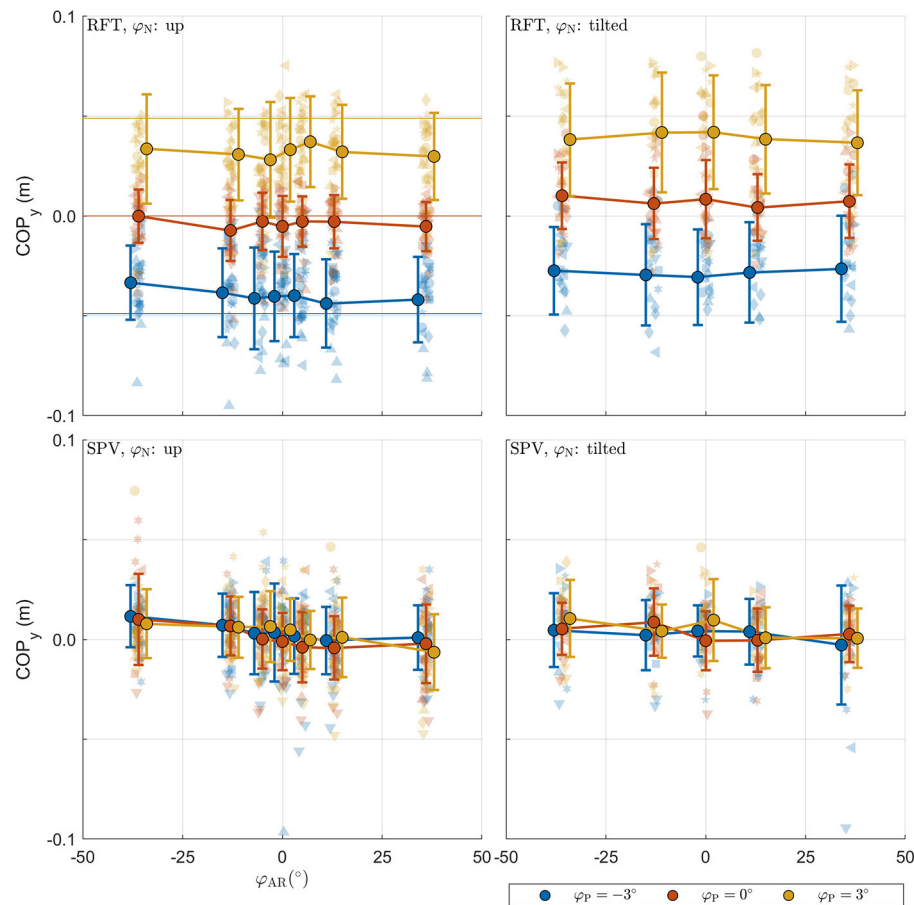 0.1
RFT, φN: up
RFT, φN: tilted
COPy (m)
0.0
-0.1
0.1
SPV, φN: up
SPV, φN: tilted
COPy (m)
0.0
-0.1
-50 -25 0 25 50 -25 0 25 50
φAR(°)
φP = −3° φP = 0° φP = 3°